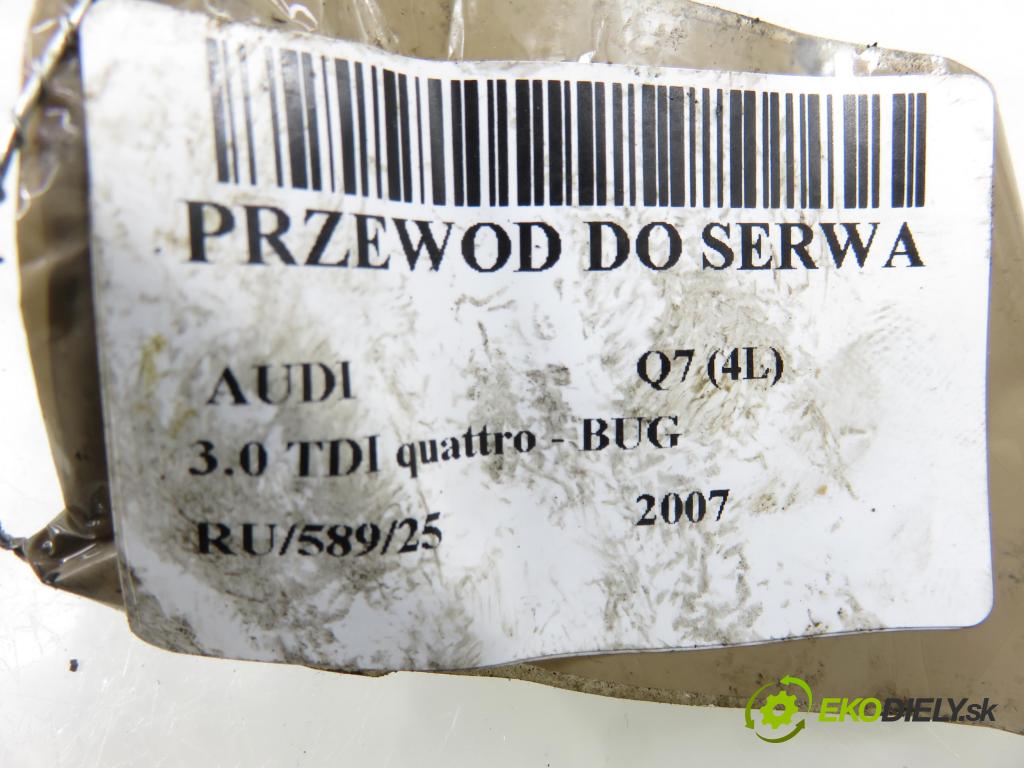 PRZEWOD DO SERWA
AUDI Q7 (4L)
3.0 TDI quattro - BUG
RU/589/25 2007
EKODIELY.sk